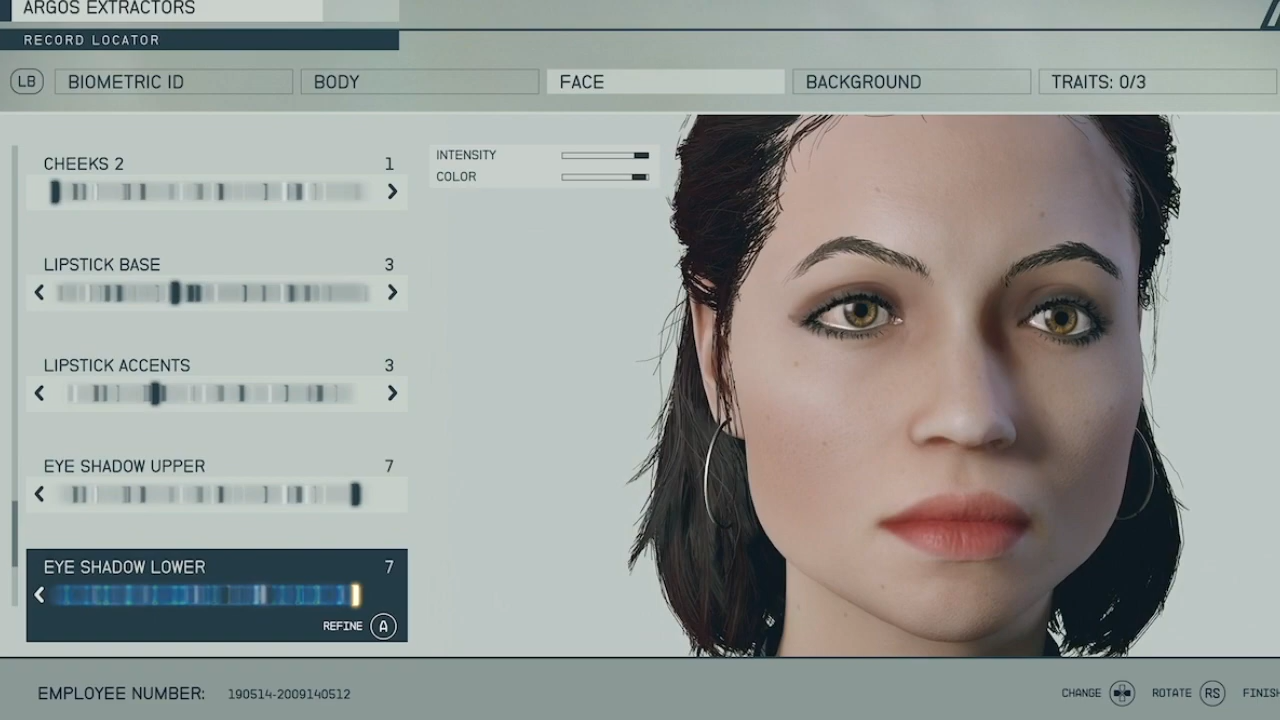 ARGOS EXTRACTORS
RECORD LOCATOR
LB BIOMETRIC ID BODY FACE BACKGROUND TRAITS: 0/3
CHEEKS 2 1
INTENSITY
COLOR
LIPSTICK BASE 3
LIPSTICK ACCENTS 3
EYE SHADOW UPPER 7
EYE SHADOW LOWER 7
REFINE A
EMPLOYEE NUMBER: 190514-2009140512
CHANGE ROTATE RS FINISH